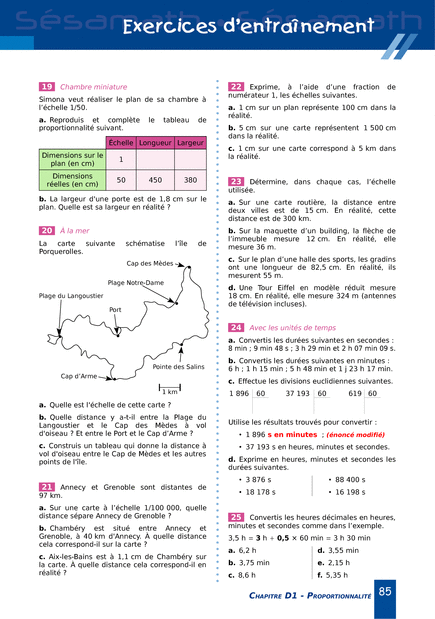 Sésamath
Exercices d'entraînement
19 Chambre miniature
Simona veut réaliser le plan de sa chambre à
l'échelle 1/50.
a. Reproduis et complète le tableau de
proportionnalité suivant.
Échelle Longueur Largeur
Dimensions sur le
plan (en cm)
1
Dimensions
réelles (en cm)
50 450 380
b. La largeur d'une porte est de 1,8 cm sur le
plan. Quelle est sa largeur en réalité ?
20 À la mer
La carte suivante schématise l'île de
Porquerolles.
Cap des Mèdes
Plage Notre-Dame
Plage du Langoustier
Port
Pointe des Salins
Cap d'Arme
1 km
a. Quelle est l'échelle de cette carte ?
b. Quelle distance y a-t-il entre la Plage du
Langoustier et le Cap des Mèdes à vol
d'oiseau ? Et entre le Port et le Cap d'Arme ?
c. Construis un tableau qui donne la distance à
vol d'oiseau entre le Cap de Mèdes et les autres
points de l'île.
21 Annecy et Grenoble sont distantes de
97 km.
a. Sur une carte à l'échelle 1/100 000, quelle
distance sépare Annecy de Grenoble ?
b. Chambéry est situé entre Annecy et
Grenoble, à 40 km d'Annecy. À quelle distance
cela correspond-il sur la carte ?
c. Aix-les-Bains est à 1,1 cm de Chambéry sur
la carte. À quelle distance cela correspond-il en
réalité ?
22 Exprime, à l'aide d'une fraction de
numérateur 1, les échelles suivantes.
a. 1 cm sur un plan représente 100 cm dans la
réalité.
b. 5 cm sur une carte représentent 1 500 cm
dans la réalité.
c. 1 cm sur une carte correspond à 5 km dans
la réalité.
23 Détermine, dans chaque cas, l'échelle
utilisée.
a. Sur une carte routière, la distance entre
deux villes est de 15 cm. En réalité, cette
distance est de 300 km.
b. Sur la maquette d'un building, la flèche de
l'immeuble mesure 12 cm. En réalité, elle
mesure 36 m.
c. Sur le plan d'une halle des sports, les gradins
ont une longueur de 82,5 cm. En réalité, ils
mesurent 55 m.
d. Une Tour Eiffel en modèle réduit mesure
18 cm. En réalité, elle mesure 324 m (antennes
de télévision incluses).
24 Avec les unités de temps
a. Convertis les durées suivantes en secondes :
8 min ; 9 min 48 s ; 3 h 29 min et 2 h 07 min 09 s.
b. Convertis les durées suivantes en minutes :
6 h ; 1 h 15 min ; 5 h 48 min et 1 j 23 h 17 min.
c. Effectue les divisions euclidiennes suivantes.
1 896 60 37 193 60 619 60
Utilise les résultats trouvés pour convertir :
• 1 896 s en minutes ; (énoncé modifié)
• 37 193 s en heures, minutes et secondes.
d. Exprime en heures, minutes et secondes les
durées suivantes.
• 3 876 s • 88 400 s
• 18 178 s • 16 198 s
25 Convertis les heures décimales en heures,
minutes et secondes comme dans l'exemple.
3,5 h = 3 h + 0,5 × 60 min = 3 h 30 min
a. 6,2 h d. 3,55 min
b. 3,75 min e. 2,15 h
c. 8,6 h f. 5,35 h
Chapitre D1 - Proportionnalité 85